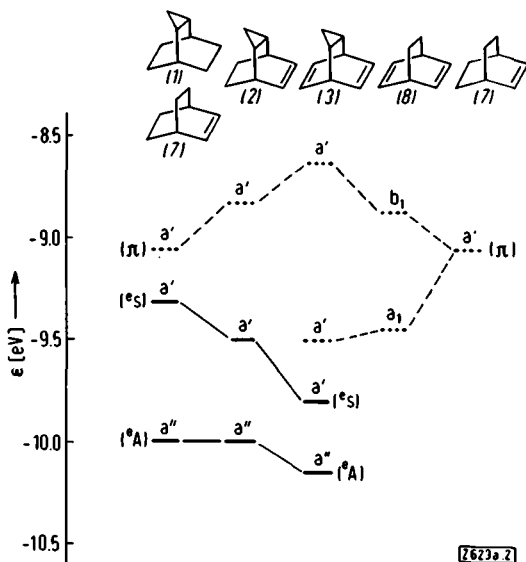 (1) (2) (3) (8) (7)
(7)
-8.5
a'
a' b₁
-9.0
(π) a' a' (π)
(eS) a'
a' a' a₁
-9.5
a' (eS)
(eA) a'' a''
-10.0
a'' (eA)
-10.5
ε [eV]
Z623a.2